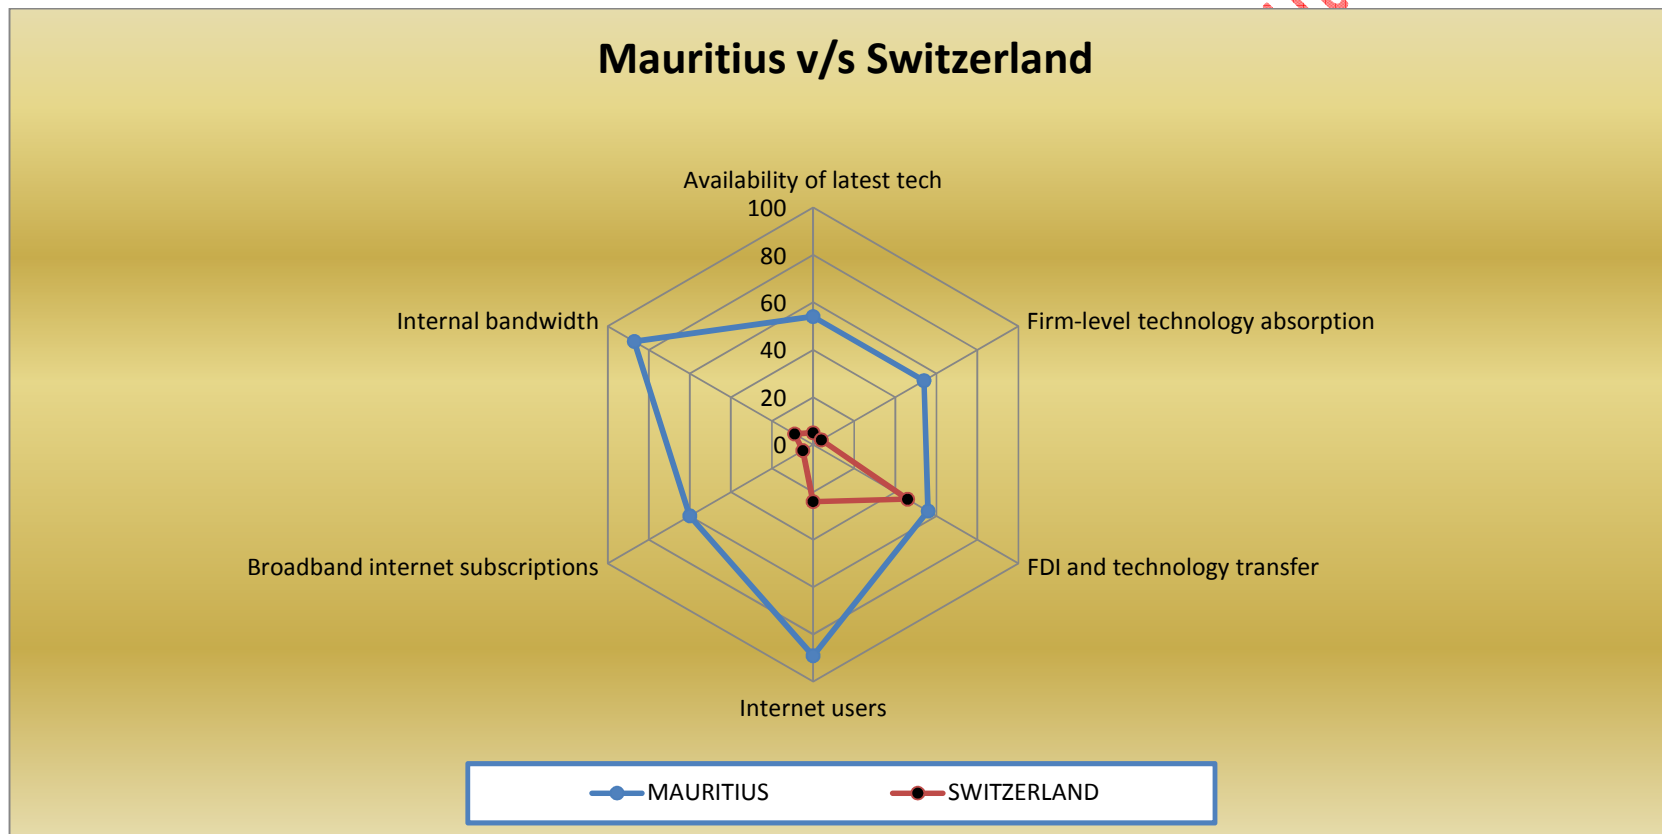 Mauritius v/s Switzerland
Availability of latest tech
100
80
60
40
20
0
Firm-level technology absorption
FDI and technology transfer
Internet users
Broadband internet subscriptions
Internal bandwidth
MAURITIUS
SWITZERLAND